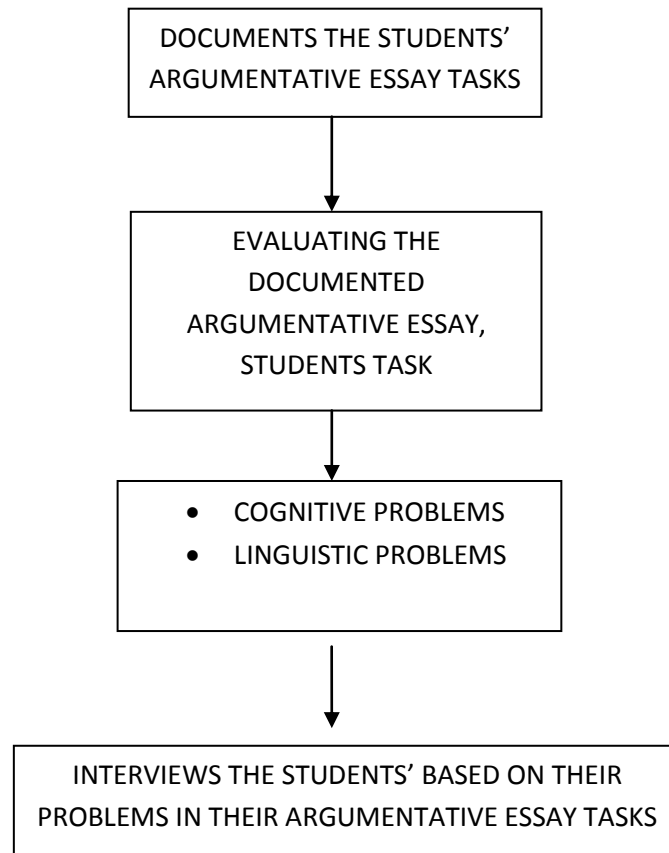 DOCUMENTS THE STUDENTS’
ARGUMENTATIVE ESSAY TASKS
EVALUATING THE
DOCUMENTED
ARGUMENTATIVE ESSAY,
STUDENTS TASK
• COGNITIVE PROBLEMS
• LINGUISTIC PROBLEMS
INTERVIEWS THE STUDENTS’ BASED ON THEIR
PROBLEMS IN THEIR ARGUMENTATIVE ESSAY TASKS